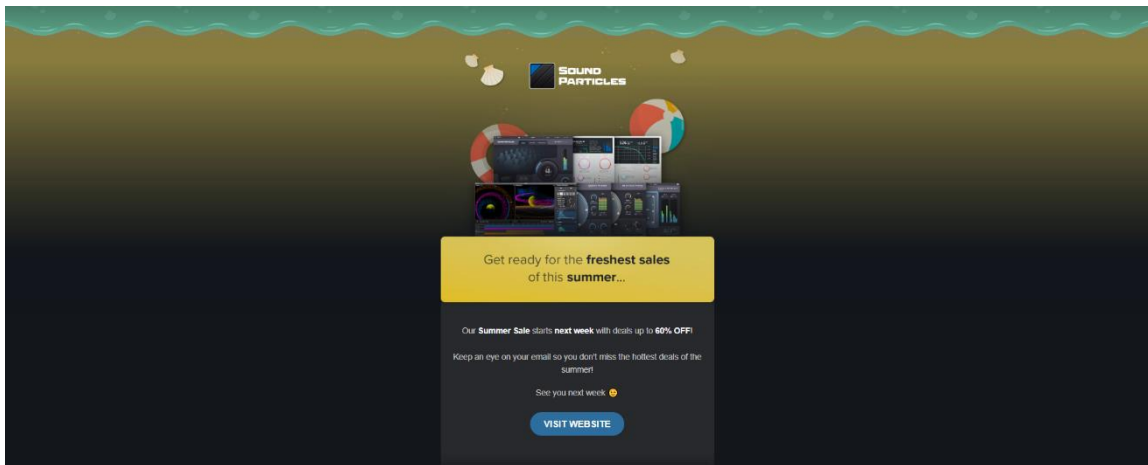 SOUND
PARTICLES
Get ready for the freshest sales
of this summer...
Our Summer Sale starts next week with deals up to 60% OFF!
Keep an eye on your email so you don't miss the hottest deals of the
summer!
See you next week 😉
VISIT WEBSITE